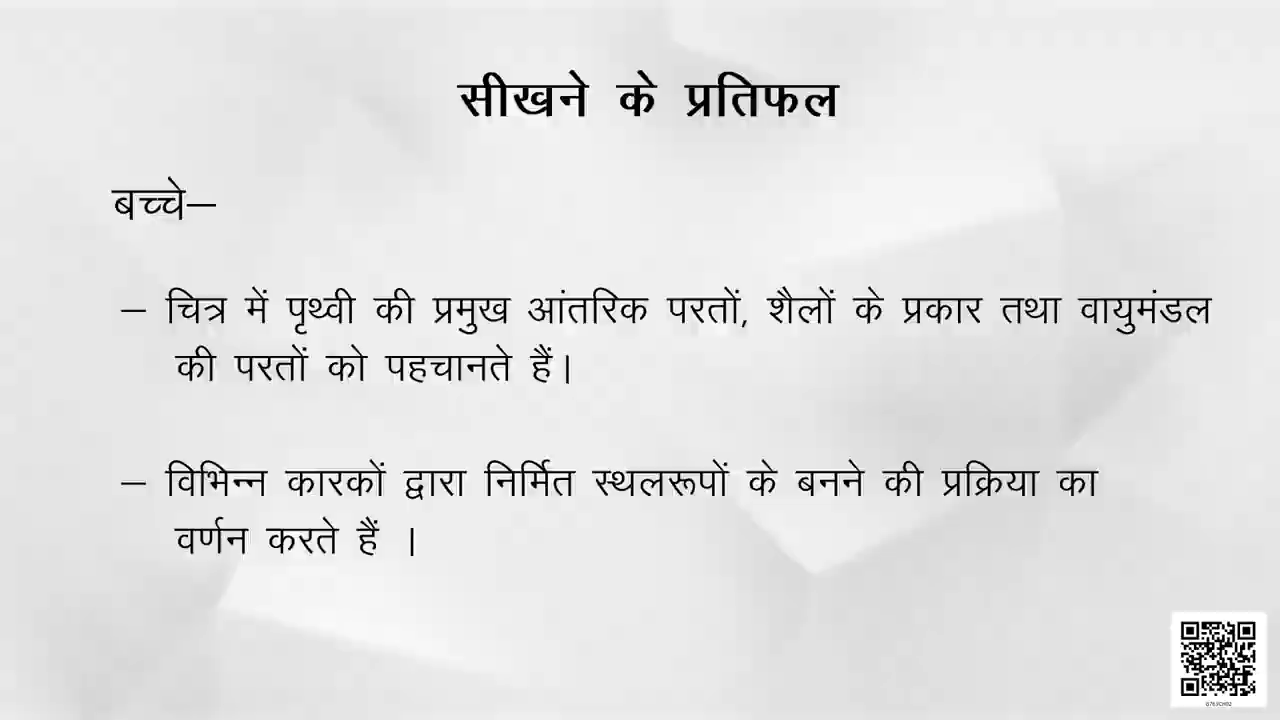 सीखने के प्रतिफल
बच्चे–
– चित्र में पृथ्वी की प्रमुख आंतरिक परतों, शैलों के प्रकार तथा वायुमंडल
की परतों को पहचानते हैं।
– विभिन्न कारकों द्वारा निर्मित स्थलरूपों के बनने की प्रक्रिया का
वर्णन करते हैं ।